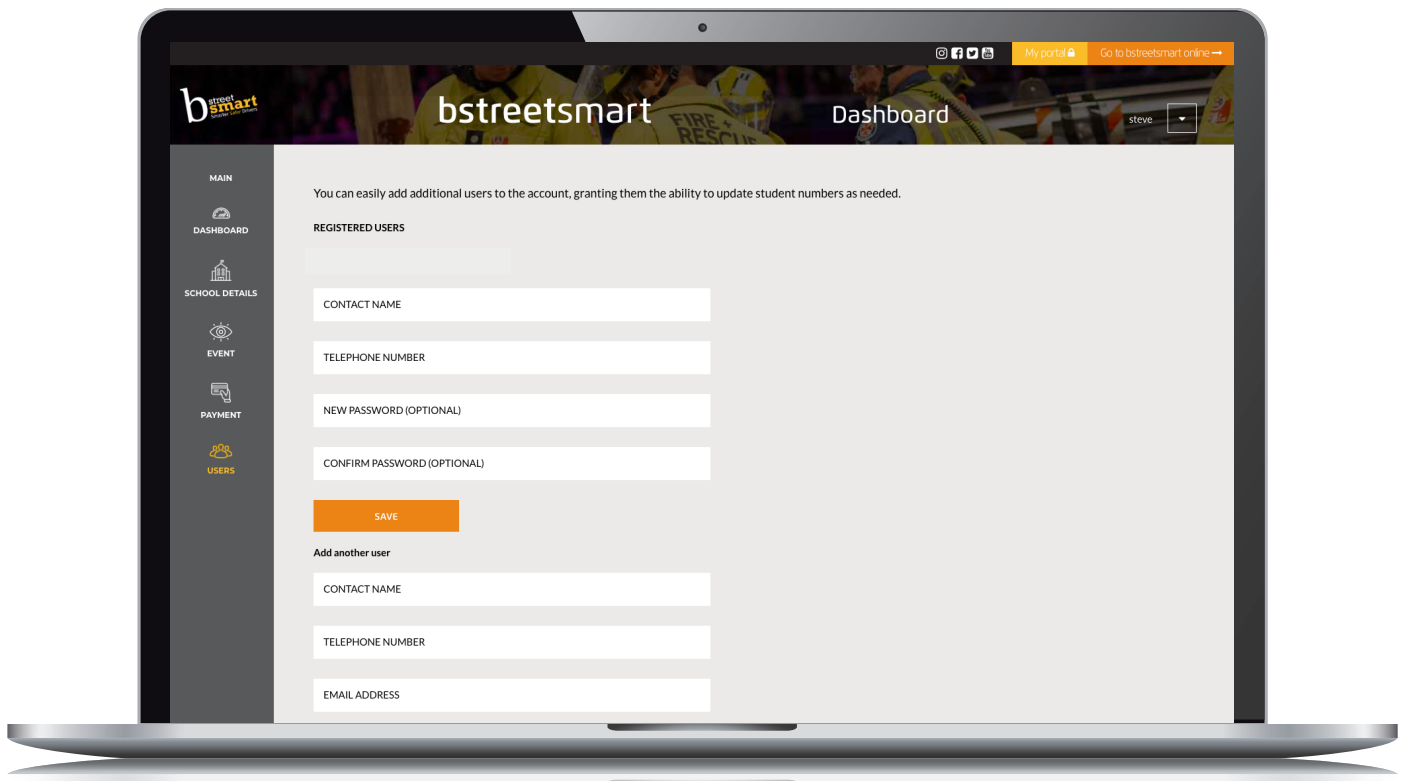 My portal
Go to bstreetsmart online
b street smart
Smarter Safer Drivers
bstreetsmart
Dashboard
steve
FIRE +
RESCUE
MAIN
DASHBOARD
SCHOOL DETAILS
EVENT
PAYMENT
USERS
You can easily add additional users to the account, granting them the ability to update student numbers as needed.
REGISTERED USERS
CONTACT NAME
TELEPHONE NUMBER
NEW PASSWORD (OPTIONAL)
CONFIRM PASSWORD (OPTIONAL)
SAVE
Add another user
CONTACT NAME
TELEPHONE NUMBER
EMAIL ADDRESS